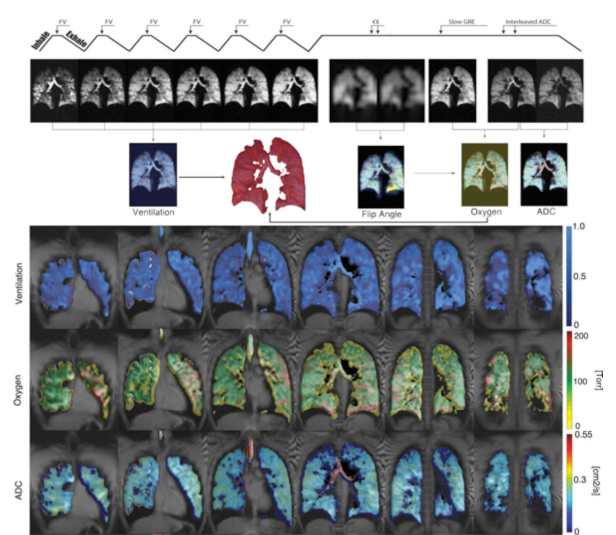 FV FV FV FV FV FV Cξ Slow GRE Interleaved ADC
Inhale
Exhale
Ventilation
Flip Angle
Oxygen
ADC
Ventilation
1.0
0.5
0
Oxygen
200
100
0
[Torr]
ADC
0.55
0.3
0
[cm2/s]